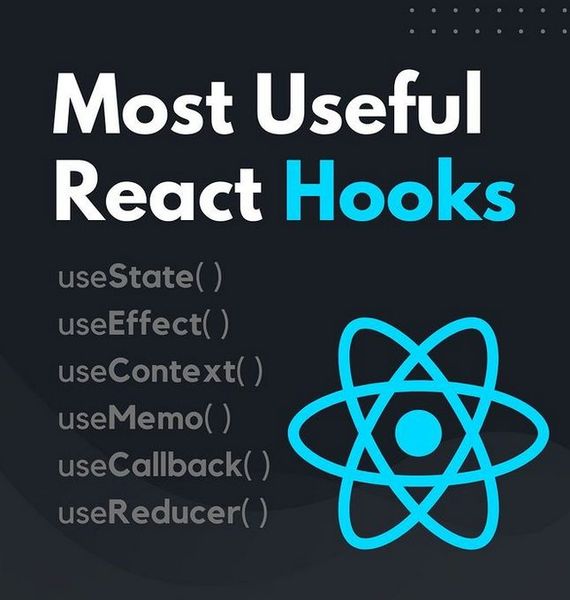 Most Useful
React Hooks
useState( )
useEffect( )
useContext( )
useMemo( )
useCallback( )
useReducer( )